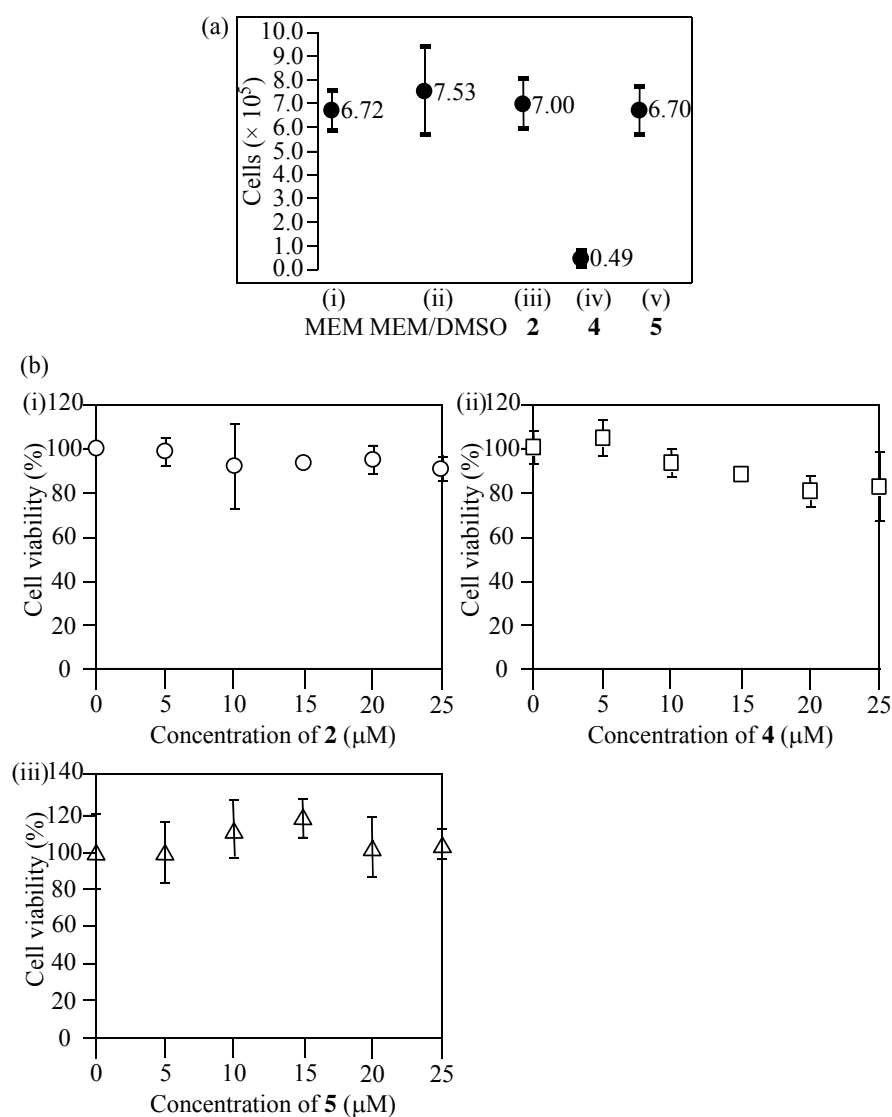 (a)
Cells (× 10⁵)
10.0
9.0
8.0
7.0
6.0
5.0
4.0
3.0
2.0
1.0
0.0
6.72
7.53
7.00
0.49
6.70
(i) (ii) (iii) (iv) (v)
MEM MEM/DMSO 2 4 5
(b)
(i)
Cell viability (%)
120
100
80
60
40
20
0
0 5 10 15 20 25
Concentration of 2 (μM)
(ii)
Cell viability (%)
120
100
80
60
40
20
0
0 5 10 15 20 25
Concentration of 4 (μM)
(iii)
Cell viability (%)
140
120
100
80
60
40
20
0
0 5 10 15 20 25
Concentration of 5 (μM)